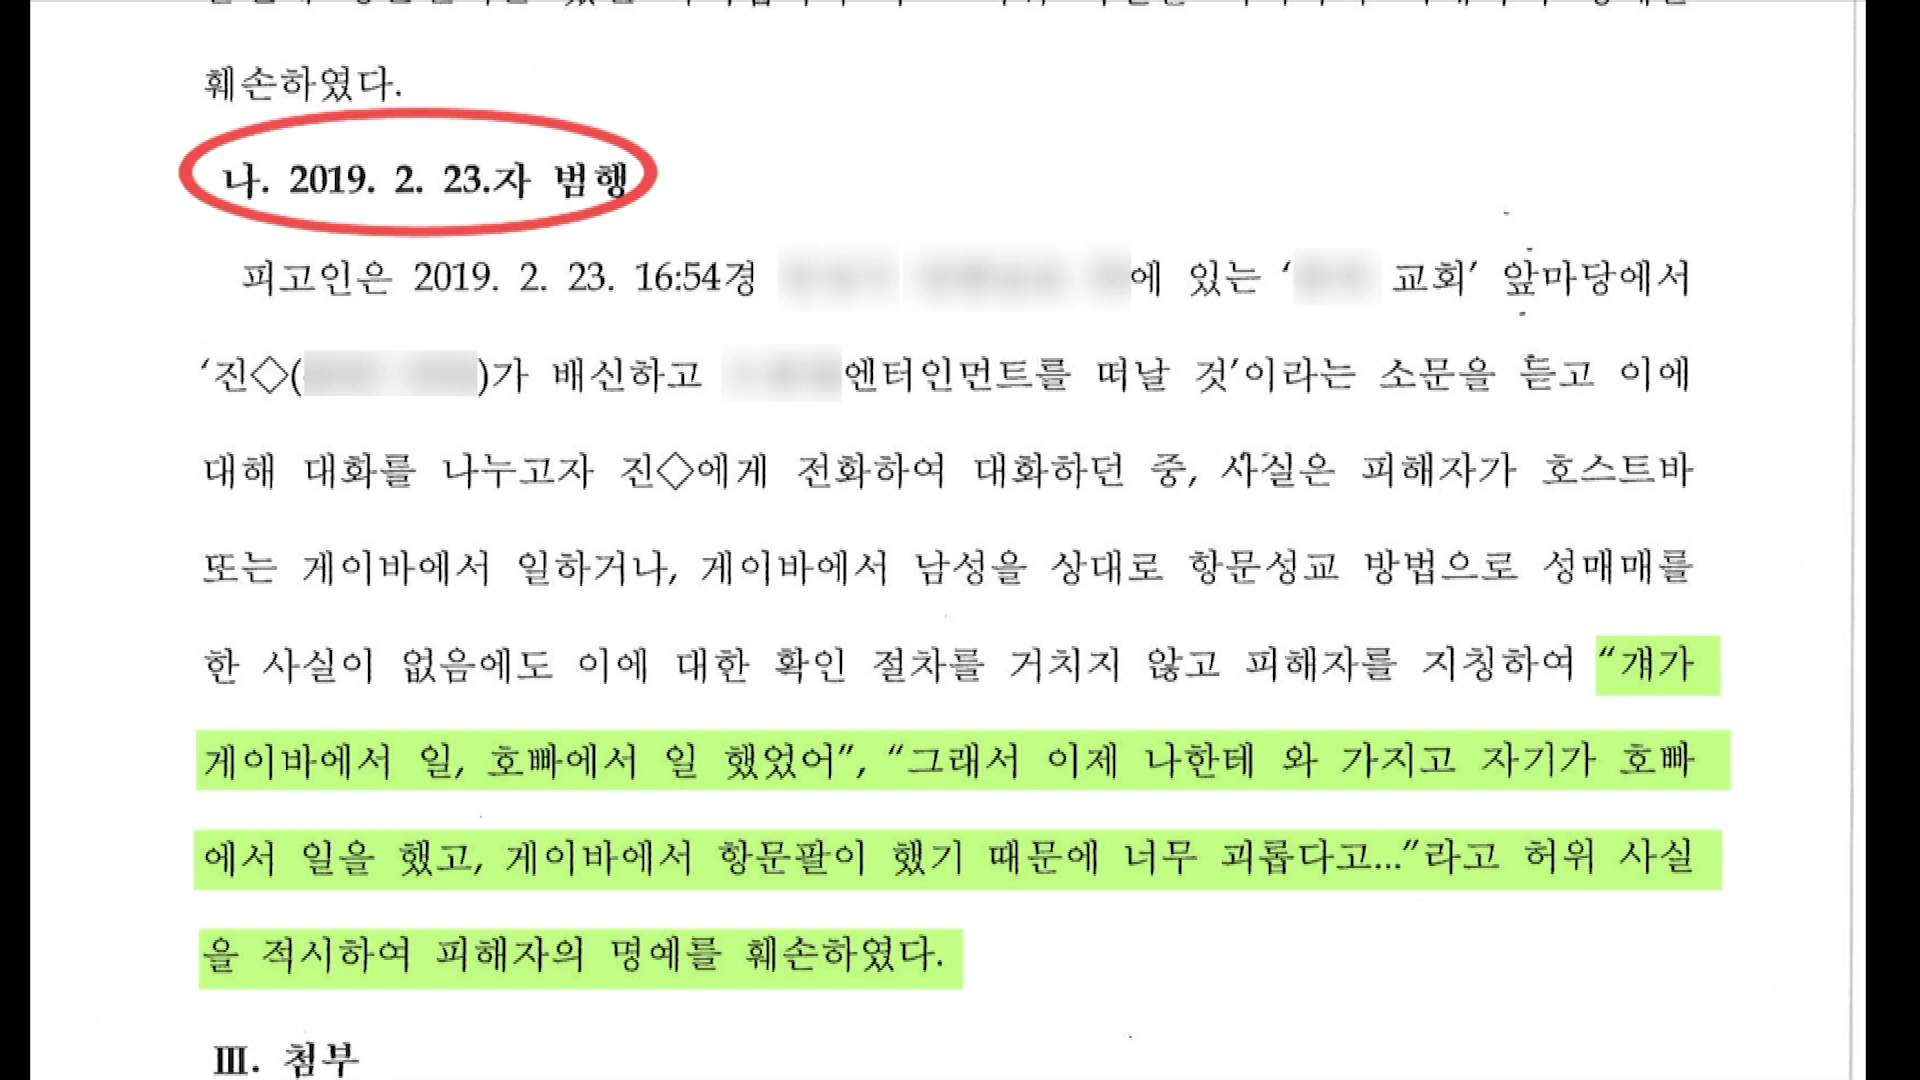 훼손하였다.
나. 2019. 2. 23.자 범행
피고인은 2019. 2. 23. 16:54경 에 있는 ‘ 교회’ 앞마당에서
‘진◇( )가 배신하고 엔터인먼트를 떠날 것’이라는 소문을 듣고 이에
대해 대화를 나누고자 진◇에게 전화하여 대화하던 중, 사실은 피해자가 호스트바
또는 게이바에서 일하거나, 게이바에서 남성을 상대로 항문성교 방법으로 성매매를
한 사실이 없음에도 이에 대한 확인 절차를 거치지 않고 피해자를 지칭하여 “걔가
게이바에서 일, 호빠에서 일 했었어”, “그래서 이제 나한테 와 가지고 자기가 호빠
에서 일을 했고, 게이바에서 항문팔이 했기 때문에 너무 괴롭다고...”라고 허위 사실
을 적시하여 피해자의 명예를 훼손하였다.
Ⅲ. 첨부